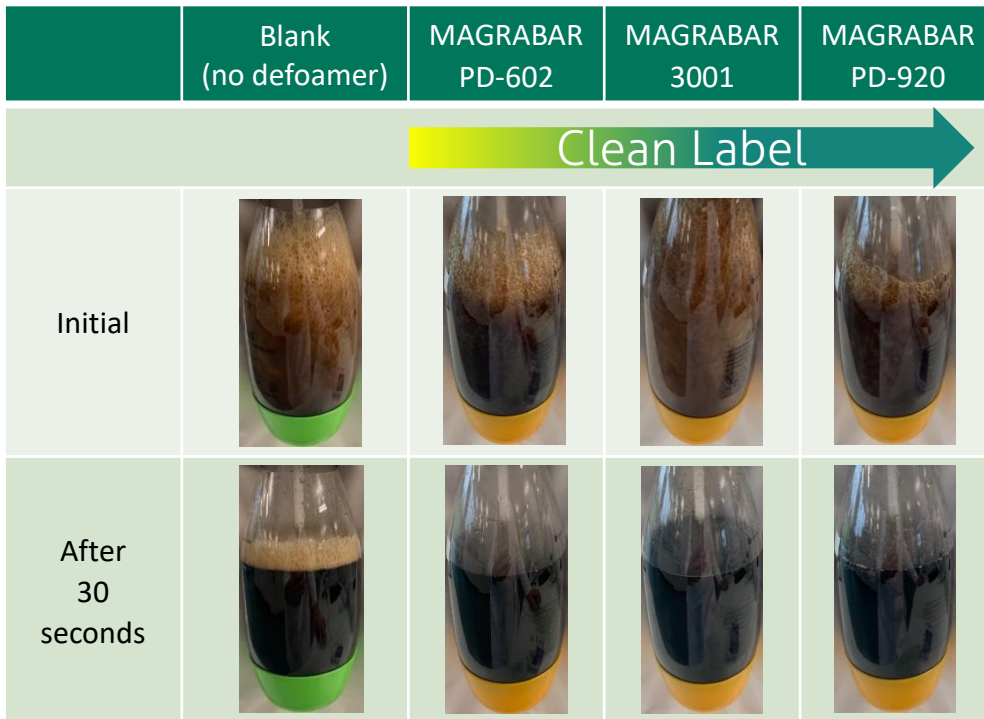 Blank
(no defoamer)
MAGRABAR
PD-602
MAGRABAR
3001
MAGRABAR
PD-920
Clean Label
Initial
After
30
seconds